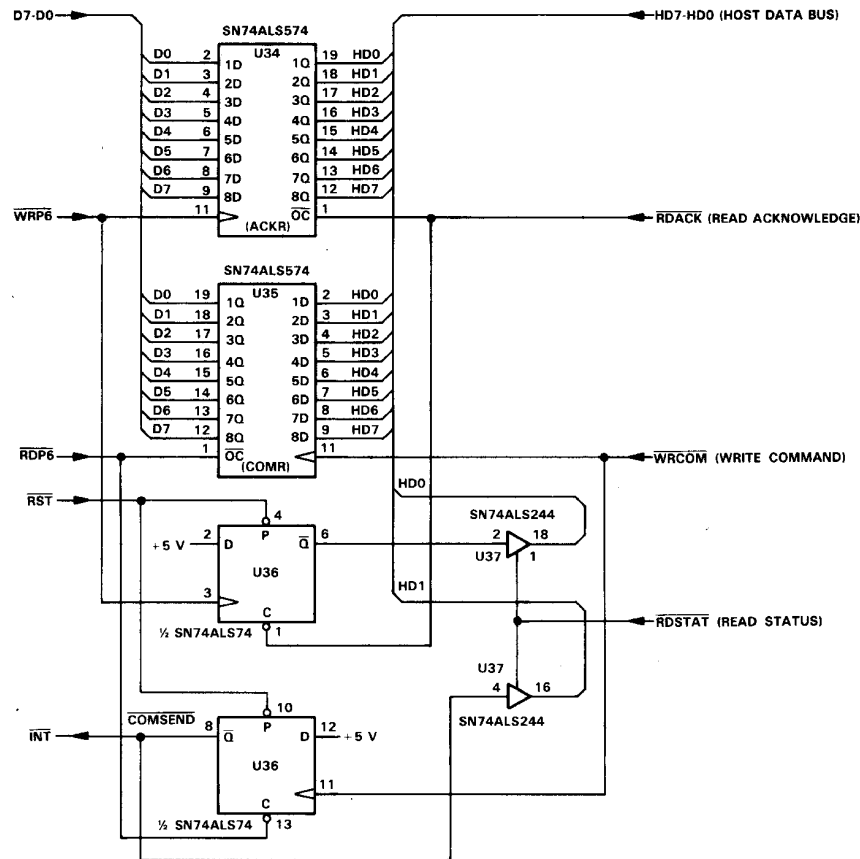 D7-D0
HD7-HD0 (HOST DATA BUS)
SN74ALS574
U34
D0 2 1D 1Q 19 HD0
D1 3 2D 2Q 18 HD1
D2 4 3D 3Q 17 HD2
D3 5 4D 4Q 16 HD3
D4 6 5D 5Q 15 HD4
D5 7 6D 6Q 14 HD5
D6 8 7D 7Q 13 HD6
D7 9 8D 8Q 12 HD7
WRP6 11 OC 1 RDACK (READ ACKNOWLEDGE)
(ACKR)
SN74ALS574
U35
D0 19 1Q 1D 2 HD0
D1 18 2Q 2D 3 HD1
D2 17 3Q 3D 4 HD2
D3 16 4Q 4D 5 HD3
D4 15 5Q 5D 6 HD4
D5 14 6Q 6D 7 HD5
D6 13 7Q 7D 8 HD6
D7 12 8Q 8D 9 HD7
RDP6 1 OC 11 WRCOM (WRITE COMMAND)
(COMR)
HD0
RST
4
SN74ALS244
+5 V 2 D P Q 6 2 18
U37 1
U36
HD1
3
C
½ SN74ALS74 1
RDSTAT (READ STATUS)
U37
4 16
10
SN74ALS244
COMSEND
INT 8 Q P D 12 +5 V
U36
11
C
½ SN74ALS74 13